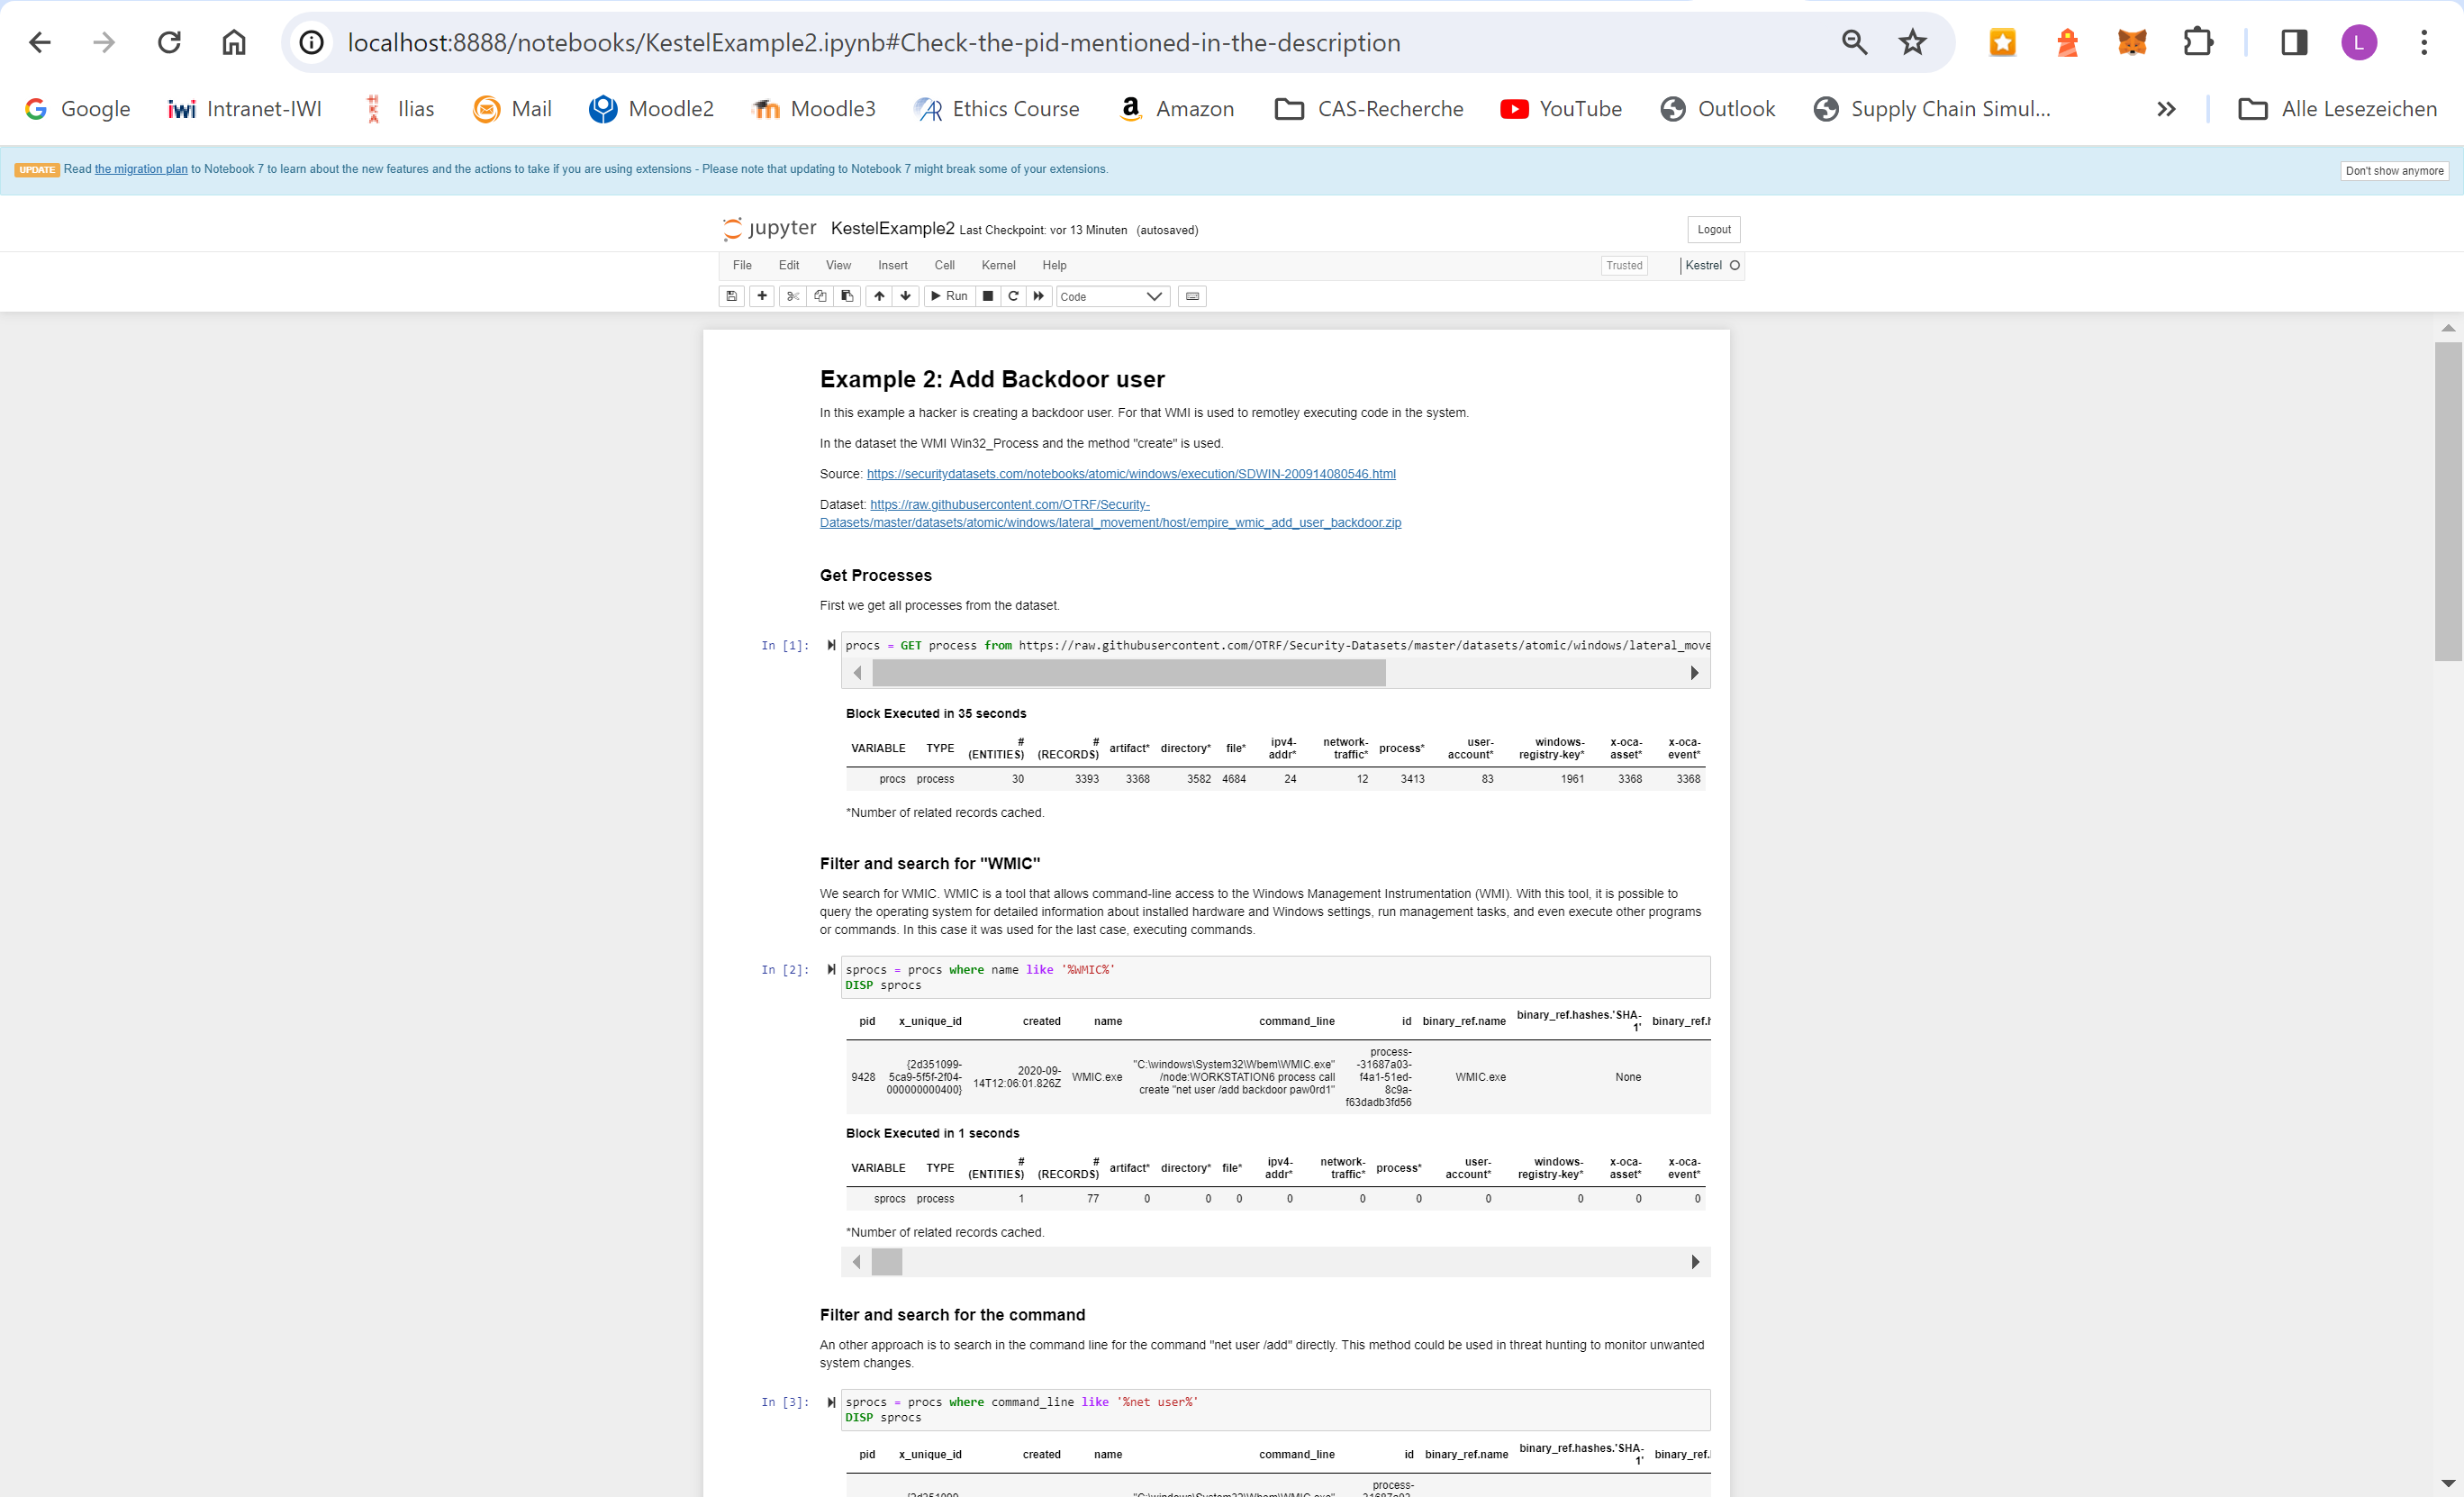 localhost:8888/notebooks/KestelExample2.ipynb#Check-the-pid-mentioned-in-the-description
L
Google Intranet-IWI Ilias Mail Moodle2 Moodle3 Ethics Course Amazon CAS-Recherche YouTube Outlook Supply Chain Simul... » Alle Lesezeichen
UPDATE Read the migration plan to Notebook 7 to learn about the new features and the actions to take if you are using extensions - Please note that updating to Notebook 7 might break some of your extensions. Don't show anymore
jupyter KestelExample2 Last Checkpoint: vor 13 Minuten (autosaved) Logout
File Edit View Insert Cell Kernel Help Trusted Kestrel
Run Code
Example 2: Add Backdoor user
In this example a hacker is creating a backdoor user. For that WMI is used to remotley executing code in the system.
In the dataset the WMI Win32_Process and the method "create" is used.
Source: https://securitydatasets.com/notebooks/atomic/windows/execution/SDWIN-200914080546.html
Dataset: https://raw.githubusercontent.com/OTRF/Security-
Datasets/master/datasets/atomic/windows/lateral_movement/host/empire_wmic_add_user_backdoor.zip
Get Processes
First we get all processes from the dataset.
In [1]: procs = GET process from https://raw.githubusercontent.com/OTRF/Security-Datasets/master/datasets/atomic/windows/lateral_move
Block Executed in 35 seconds
VARIABLE TYPE # (ENTITIES) # (RECORDS) artifact* directory* file* ipv4-addr* network-traffic* process* user-account* windows-registry-key* x-oca-asset* x-oca-event*
procs process 30 3393 3368 3582 4684 24 12 3413 83 1961 3368 3368
*Number of related records cached.
Filter and search for "WMIC"
We search for WMIC. WMIC is a tool that allows command-line access to the Windows Management Instrumentation (WMI). With this tool, it is possible to
query the operating system for detailed information about installed hardware and Windows settings, run management tasks, and even execute other programs
or commands. In this case it was used for the last case, executing commands.
In [2]: sprocs = procs where name like '%WMIC%'
DISP sprocs
pid x_unique_id created name command_line id binary_ref.name binary_ref.hashes.'SHA-1' binary_ref.h
9428 {2d351099-5ca9-5f5f-2f04-000000000400} 2020-09-14T12:06:01.826Z WMIC.exe "C:\windows\System32\Wbem\WMIC.exe" /node:WORKSTATION6 process call create "net user /add backdoor paw0rd1" process--31687a03-f4a1-51ed-8c9a-f63dadb3fd56 WMIC.exe None
Block Executed in 1 seconds
VARIABLE TYPE # (ENTITIES) # (RECORDS) artifact* directory* file* ipv4-addr* network-traffic* process* user-account* windows-registry-key* x-oca-asset* x-oca-event*
sprocs process 1 77 0 0 0 0 0 0 0 0 0 0
*Number of related records cached.
Filter and search for the command
An other approach is to search in the command line for the command "net user /add" directly. This method could be used in threat hunting to monitor unwanted
system changes.
In [3]: sprocs = procs where command_line like '%net user%'
DISP sprocs
pid x_unique_id created name command_line id binary_ref.name binary_ref.hashes.'SHA-1' binary_ref.
process-